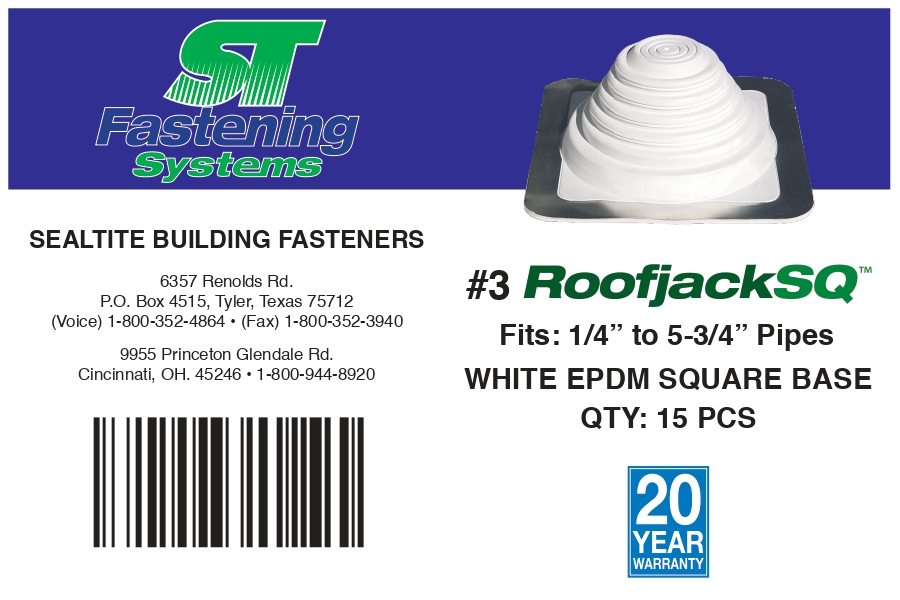 ST
Fastening
Systems
SEALTITE BUILDING FASTENERS
6357 Renolds Rd.
P.O. Box 4515, Tyler, Texas 75712
(Voice) 1-800-352-4864 • (Fax) 1-800-352-3940
9955 Princeton Glendale Rd.
Cincinnati, OH. 45246 • 1-800-944-8920
#3 RoofjackSQ™
Fits: 1/4” to 5-3/4” Pipes
WHITE EPDM SQUARE BASE
QTY: 15 PCS
20
YEAR
WARRANTY